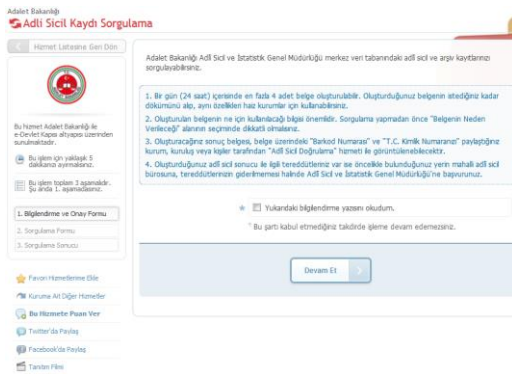 Adalet Bakanlığı
Adli Sicil Kaydı Sorgulama
Hizmet Listesine Geri Dön
Bu hizmet Adalet Bakanlığı ile
e-Devlet Kapısı altyapısı üzerinden
sunulmaktadır.
Bu işlem için yaklaşık 5
dakikanızı ayırmalısınız.
Bu işlem toplam 3 aşamalıdır.
Şu anda 1. aşamadasınız.
1. Bilgilendirme ve Onay Formu
2. Sorgulama Formu
3. Sorgulama Sonucu
Favori Hizmetlerime Ekle
Kuruma Ait Diğer Hizmetler
Bu Hizmete Puan Ver
Twitter'da Paylaş
Facebook'da Paylaş
Tanıtım Filmi
Adalet Bakanlığı Adlî Sicil ve İstatistik Genel Müdürlüğü merkez veri tabanındaki adlî sicil ve arşiv kayıtlarınızı
sorgulayabilirsiniz.
1. Bir gün (24 saat) içerisinde en fazla 4 adet belge oluşturulabilir. Oluşturduğunuz belgenin istediğiniz kadar
dökümünü alıp, aynı özellikleri haiz kurumlar için kullanabilirsiniz.
2. Oluşturulan belgenin ne için kullanılacağı bilgisi önemlidir. Sorgulama yapmadan önce "Belgenin Neden
Verileceği" alanının seçiminde dikkatli olmalısınız.
3. Oluşturacağınız sonuç belgesi, belge üzerindeki "Barkod Numarası" ve "T.C. Kimlik Numaranızı" paylaştığınız
kurum, kuruluş veya kişiler tarafından "Adlî Sicil Doğrulama" hizmeti ile görüntülenebilecektir.
4. Oluşturduğunuz adlî sicil sonucu ile ilgili tereddütleriniz var ise öncelikle bulunduğunuz yerin mahalli adlî sicil
bürosuna, tereddütlerinizin giderilmemesi halinde Adlî Sicil ve İstatistik Genel Müdürlüğü'ne başvurunuz.
Yukarıdaki bilgilendirme yazısını okudum.
* Bu şartı kabul etmediğiniz takdirde işleme devam edemezsiniz.
Devam Et